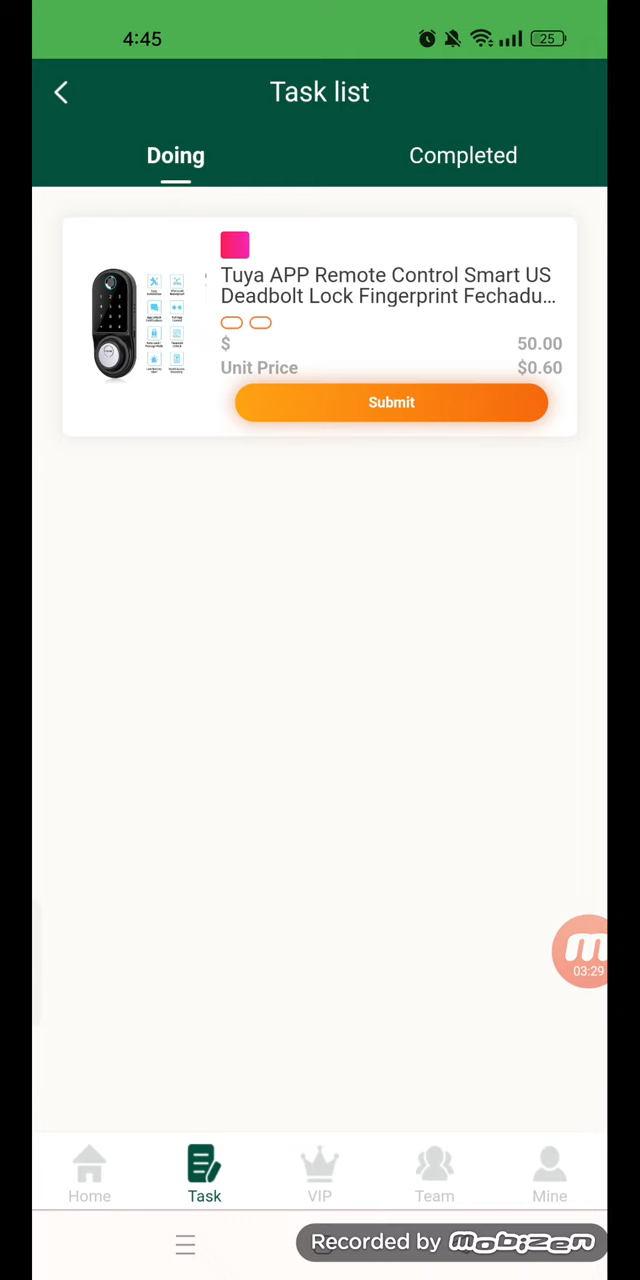 4:45
25
Task list
Doing
Completed
Tuya APP Remote Control Smart US
Deadbolt Lock Fingerprint Fechadu...
$
50.00
Unit Price
$0.60
Submit
03:29
Home
Task
VIP
Team
Mine
Recorded by mobizen